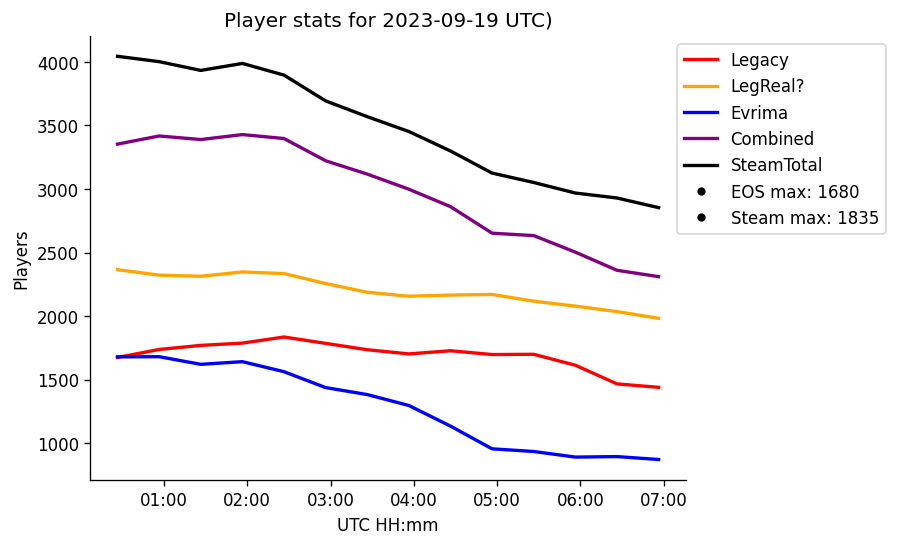 Player stats for 2023-09-19 UTC)
Legacy
LegReal?
Evrima
Combined
SteamTotal
EOS max: 1680
Steam max: 1835
Players
4000
3500
3000
2500
2000
1500
1000
01:00 02:00 03:00 04:00 05:00 06:00 07:00
UTC HH:mm